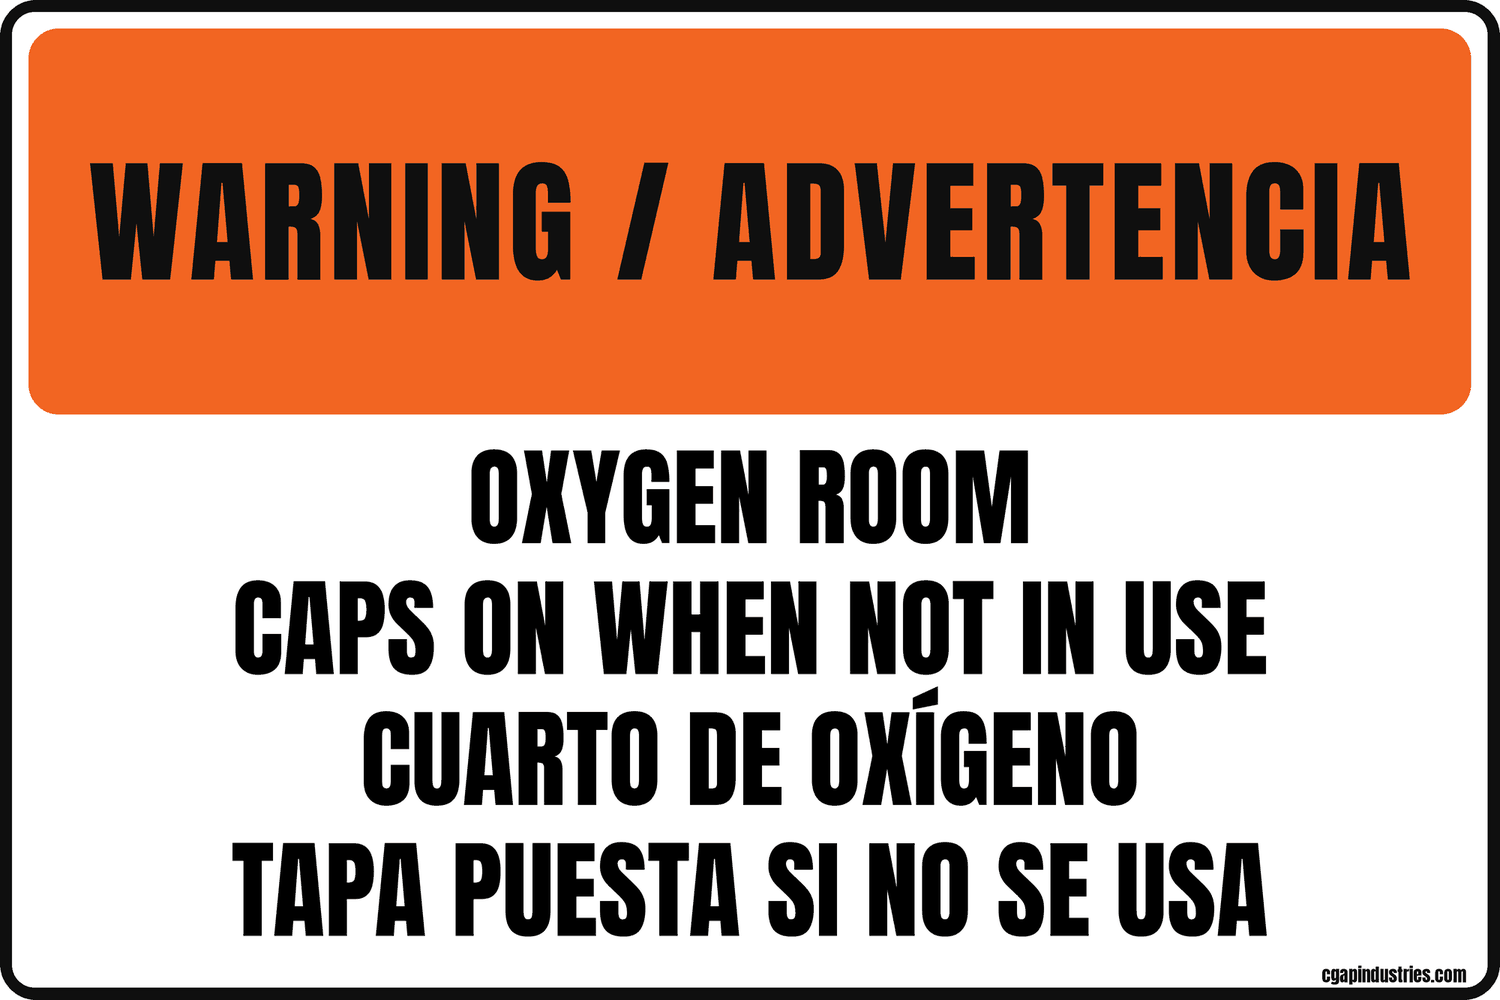 WARNING / ADVERTENCIA
OXYGEN ROOM
CAPS ON WHEN NOT IN USE
CUARTO DE OXÍGENO
TAPA PUESTA SI NO SE USA
cgapindustries.com